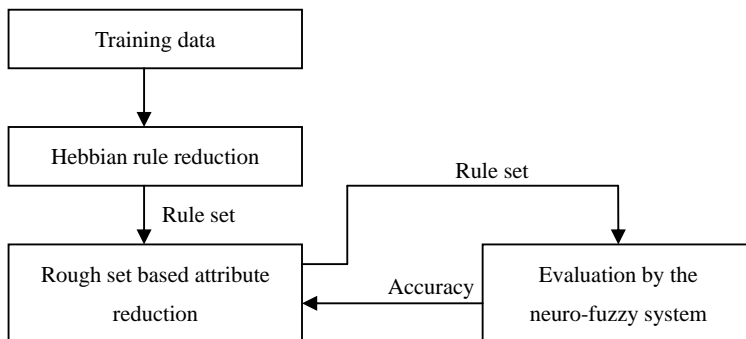 Training data
Hebbian rule reduction
Rule set
Rule set
Rough set based attribute
reduction
Accuracy
Evaluation by the
neuro-fuzzy system